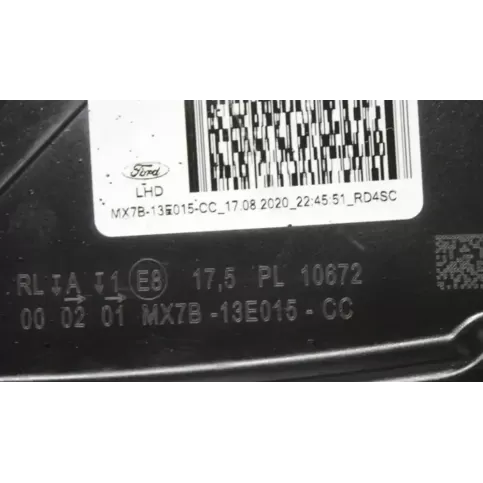 Ford
LHD
MX7B-13E015-CC_17.08.2020_22:45:51_RD4SC
RL ↧A ↧1 E8 17,5 PL 10672
00 02 01 MX7B-13E015-CC